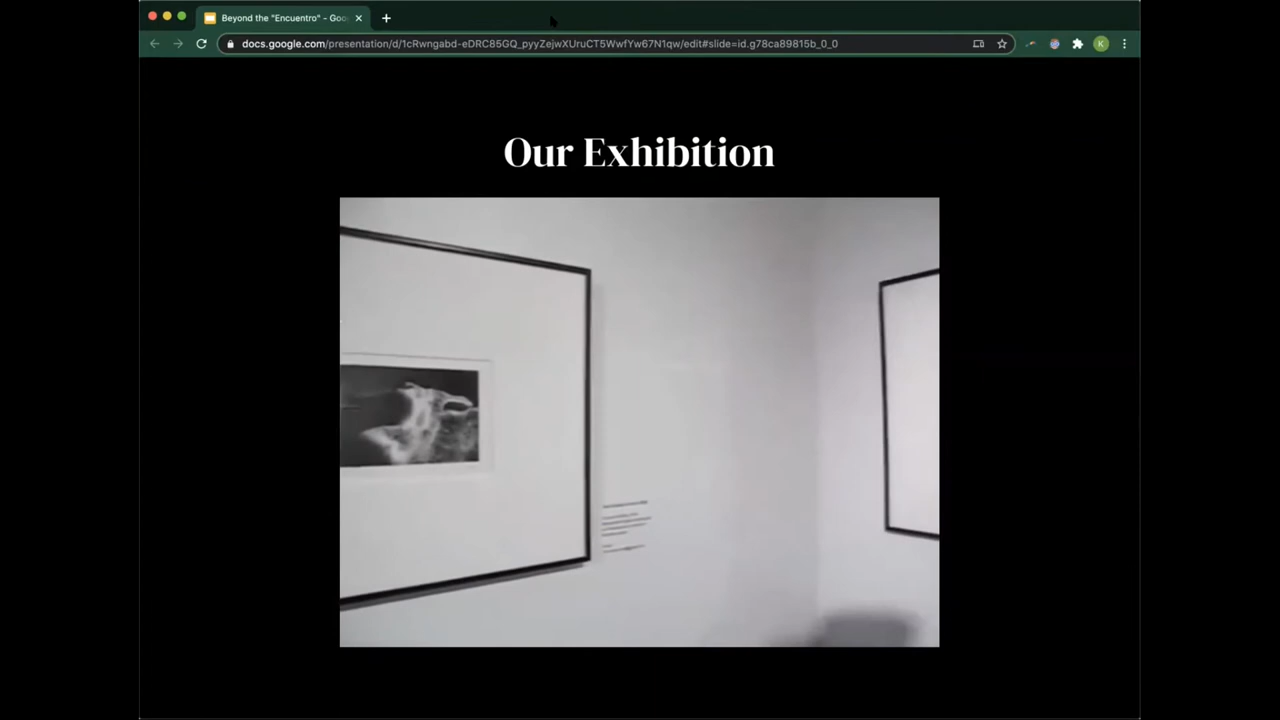 Beyond the "Encuentro" - Goo
docs.google.com/presentation/d/1cRwngabd-eDRC85GQ_pyyZejwXUruCT5WwfYw67N1qw/edit#slide=id.g78ca89815b_0_0
K
Our Exhibition